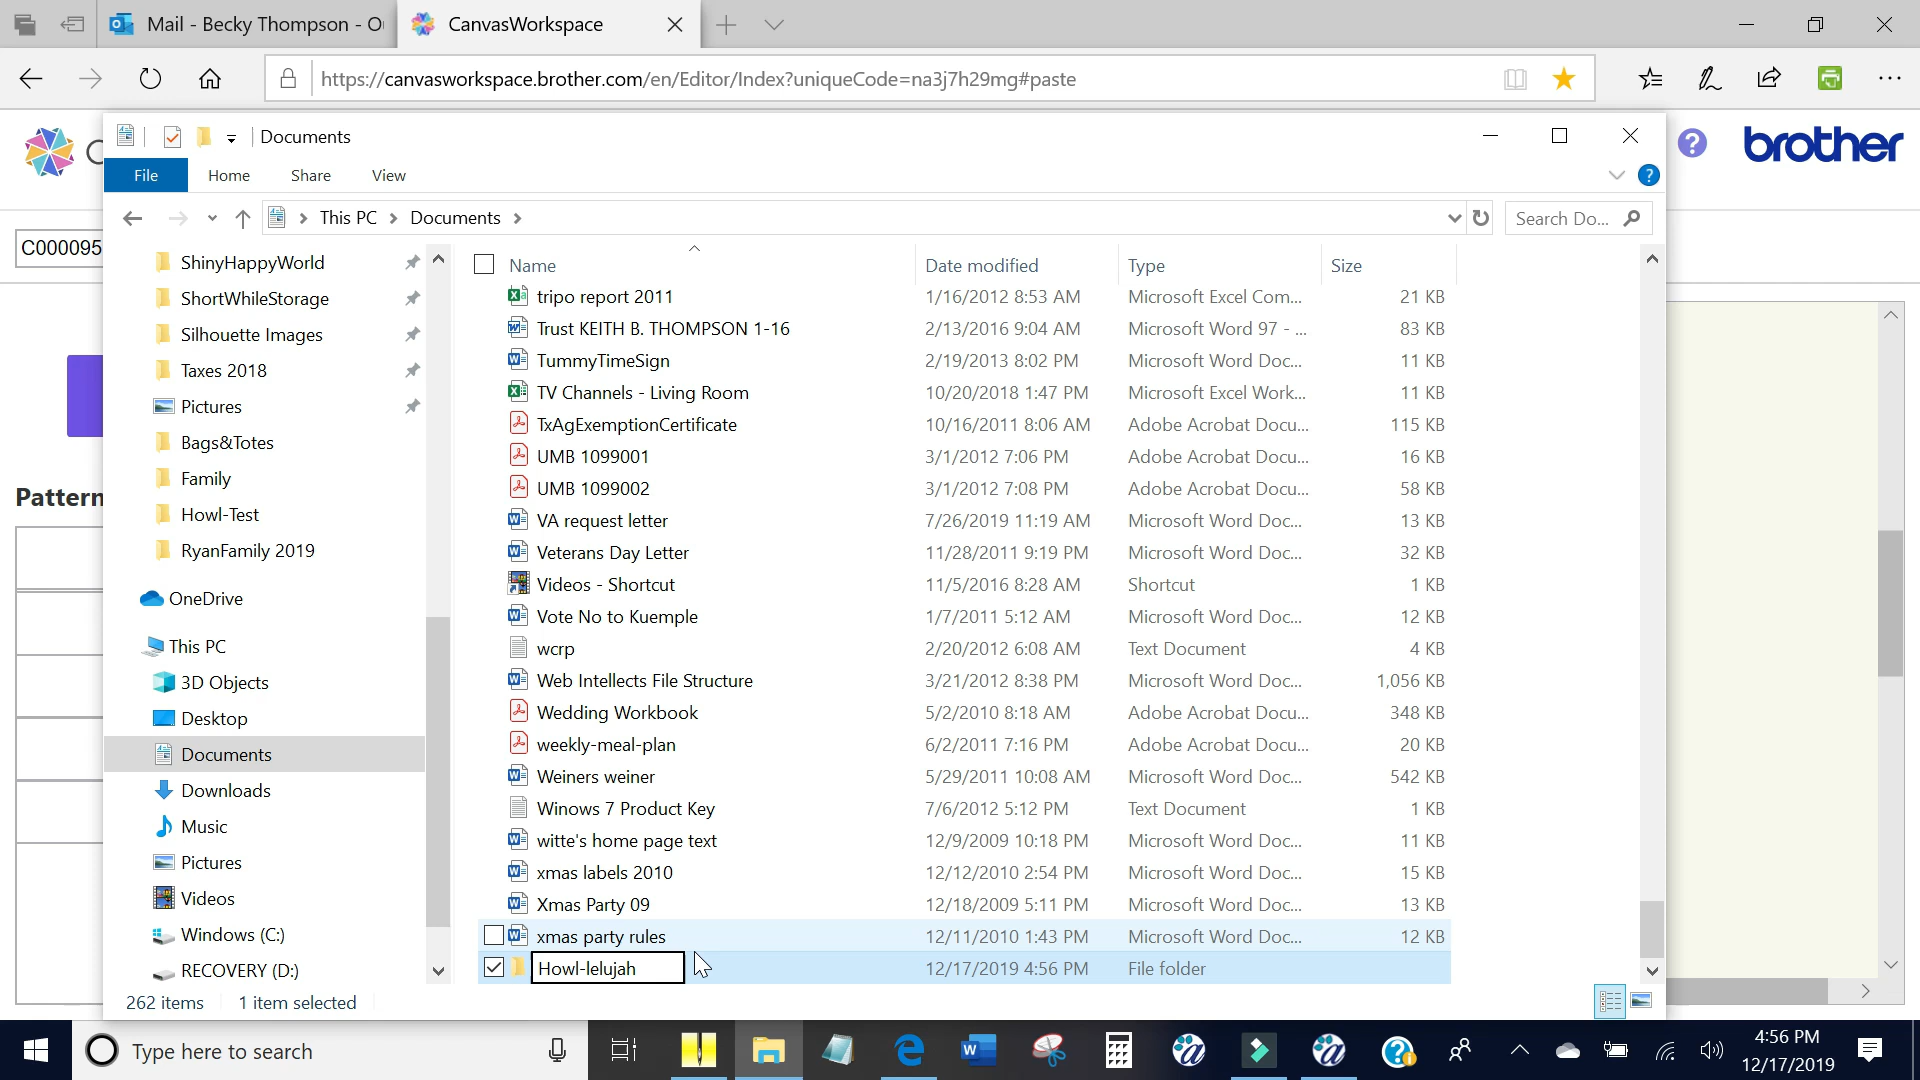 Mail - Becky Thompson - O
CanvasWorkspace
https://canvasworkspace.brother.com/en/Editor/Index?uniqueCode=na3j7h29mg#paste
Documents
brother
File
Home
Share
View
This PC
Documents
Search Do...
C000095
ShinyHappyWorld
ShortWhileStorage
Silhouette Images
Taxes 2018
Pictures
Bags&Totes
Family
Howl-Test
RyanFamily 2019
OneDrive
This PC
3D Objects
Desktop
Documents
Downloads
Music
Pictures
Videos
Windows (C:)
RECOVERY (D:)
Pattern
Name Date modified Type Size
tripo report 2011 1/16/2012 8:53 AM Microsoft Excel Com... 21 KB
Trust KEITH B. THOMPSON 1-16 2/13/2016 9:04 AM Microsoft Word 97 - ... 83 KB
TummyTimeSign 2/19/2013 8:02 PM Microsoft Word Doc... 11 KB
TV Channels - Living Room 10/20/2018 1:47 PM Microsoft Excel Work... 11 KB
TxAgExemptionCertificate 10/16/2011 8:06 AM Adobe Acrobat Docu... 115 KB
UMB 1099001 3/1/2012 7:06 PM Adobe Acrobat Docu... 16 KB
UMB 1099002 3/1/2012 7:08 PM Adobe Acrobat Docu... 58 KB
VA request letter 7/26/2019 11:19 AM Microsoft Word Doc... 13 KB
Veterans Day Letter 11/28/2011 9:19 PM Microsoft Word Doc... 32 KB
Videos - Shortcut 11/5/2016 8:28 AM Shortcut 1 KB
Vote No to Kuemple 1/7/2011 5:12 AM Microsoft Word Doc... 12 KB
wcrp 2/20/2012 6:08 AM Text Document 4 KB
Web Intellects File Structure 3/21/2012 8:38 PM Microsoft Word Doc... 1,056 KB
Wedding Workbook 5/2/2010 8:18 AM Adobe Acrobat Docu... 348 KB
weekly-meal-plan 6/2/2011 7:16 PM Adobe Acrobat Docu... 20 KB
Weiners weiner 5/29/2011 10:08 AM Microsoft Word Doc... 542 KB
Winows 7 Product Key 7/6/2012 5:12 PM Text Document 1 KB
witte's home page text 12/9/2009 10:18 PM Microsoft Word Doc... 11 KB
xmas labels 2010 12/12/2010 2:54 PM Microsoft Word Doc... 15 KB
Xmas Party 09 12/18/2009 5:11 PM Microsoft Word Doc... 13 KB
xmas party rules 12/11/2010 1:43 PM Microsoft Word Doc... 12 KB
Howl-lelujah 12/17/2019 4:56 PM File folder
262 items 1 item selected
Type here to search
4:56 PM
12/17/2019